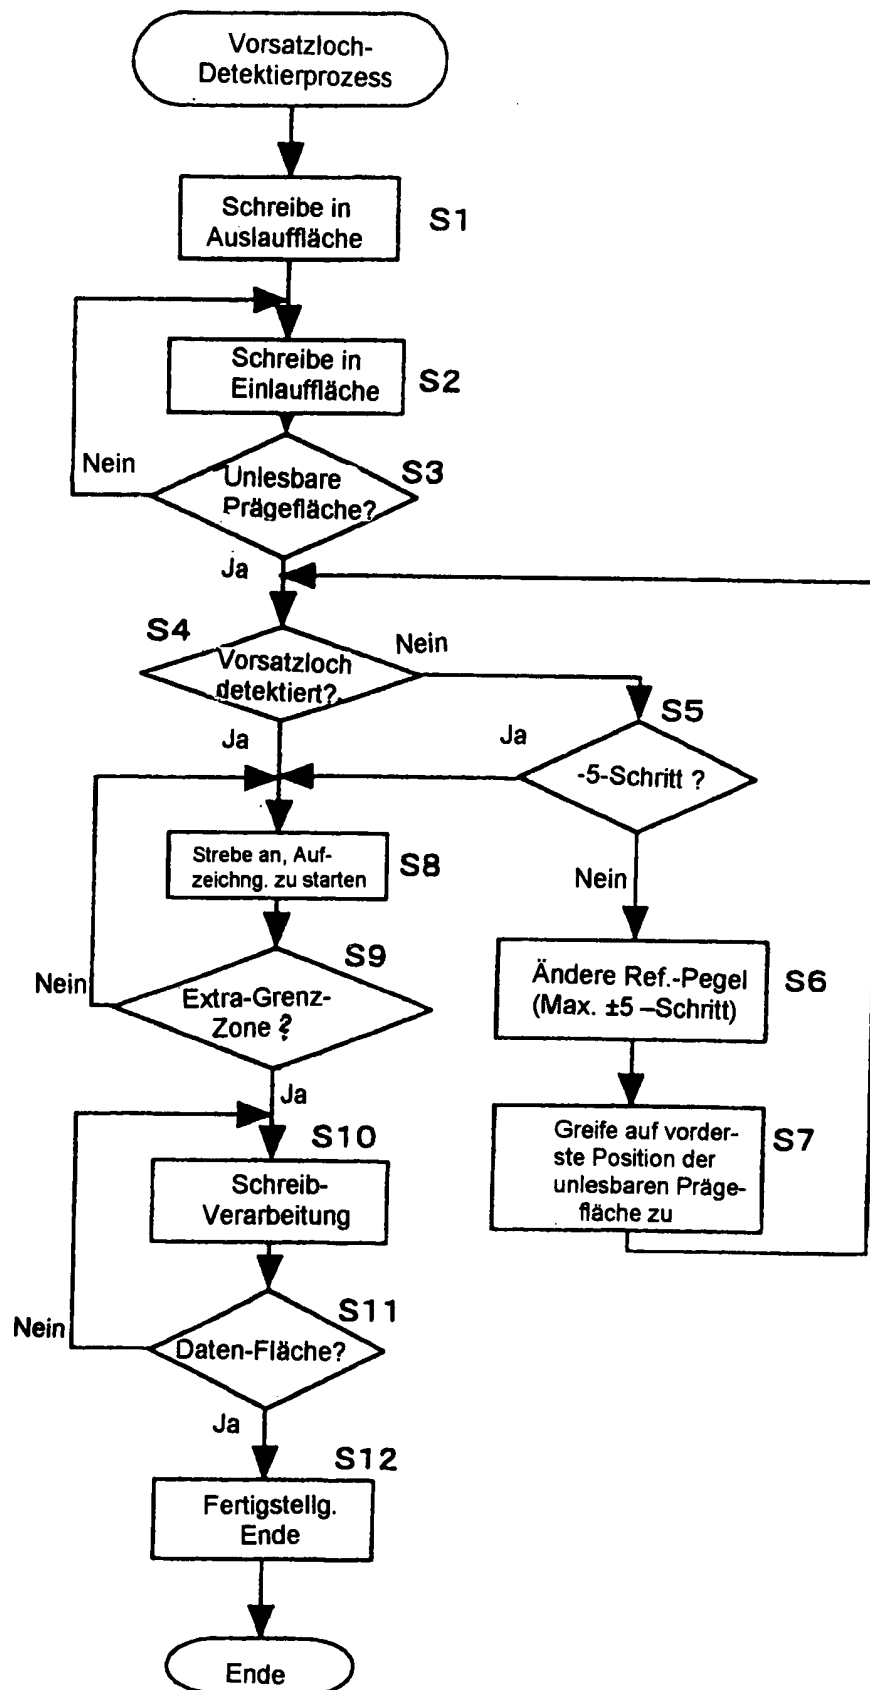 Vorsatzloch-
Detektierprozess
Schreibe in
Auslauffläche
S1
Schreibe in
Einlauffläche
S2
Nein
Unlesbare
Prägefläche?
S3
Ja
S4
Vorsatzloch
detektiert?
Nein
Ja
S5
Ja
-5-Schritt ?
Nein
Strebe an, Auf-
zeichng. zu starten
S8
S9
Nein
Extra-Grenz-
Zone ?
Ja
Ändere Ref.-Pegel
(Max. ±5 –Schritt)
S6
Greife auf vorder-
ste Position der
unlesbaren Präge-
fläche zu
S7
S10
Schreib-
Verarbeitung
S11
Nein
Daten-Fläche?
Ja
S12
Fertigstellg.
Ende
Ende